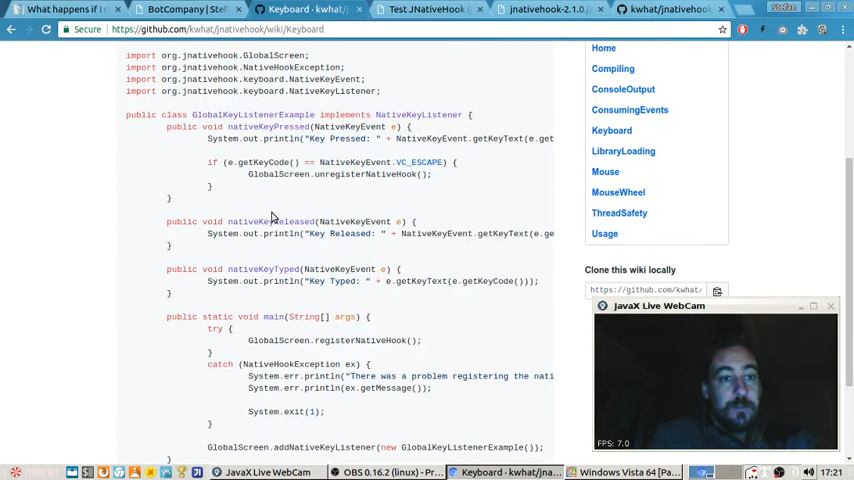 What happens if I r
BotCompany | Stef
Keyboard · kwhat/
Test JNativeHook (
jnativehook-2.1.0.
kwhat/jnativehook:
Stefan
Secure
https://github.com/kwhat/jnativehook/wiki/Keyboard
import org.jnativehook.GlobalScreen;
import org.jnativehook.NativeHookException;
import org.jnativehook.keyboard.NativeKeyEvent;
import org.jnativehook.keyboard.NativeKeyListener;
public class GlobalKeyListenerExample implements NativeKeyListener {
public void nativeKeyPressed(NativeKeyEvent e) {
System.out.println("Key Pressed: " + NativeKeyEvent.getKeyText(e.get
if (e.getKeyCode() == NativeKeyEvent.VC_ESCAPE) {
GlobalScreen.unregisterNativeHook();
}
}
public void nativeKeyReleased(NativeKeyEvent e) {
System.out.println("Key Released: " + NativeKeyEvent.getKeyText(e.ge
}
public void nativeKeyTyped(NativeKeyEvent e) {
System.out.println("Key Typed: " + e.getKeyText(e.getKeyCode()));
}
public static void main(String[] args) {
try {
GlobalScreen.registerNativeHook();
}
catch (NativeHookException ex) {
System.err.println("There was a problem registering the nati
System.err.println(ex.getMessage());
System.exit(1);
}
GlobalScreen.addNativeKeyListener(new GlobalKeyListenerExample());
}
Home
Compiling
ConsoleOutput
ConsumingEvents
Keyboard
LibraryLoading
Mouse
MouseWheel
ThreadSafety
Usage
Clone this wiki locally
https://github.com/kwhat/
JavaX Live WebCam
FPS: 7.0
menu
JavaX Live WebCam
OBS 0.16.2 (linux) - Pr...
Keyboard · kwhat/jna...
Windows Vista 64 [Pa...
17:21